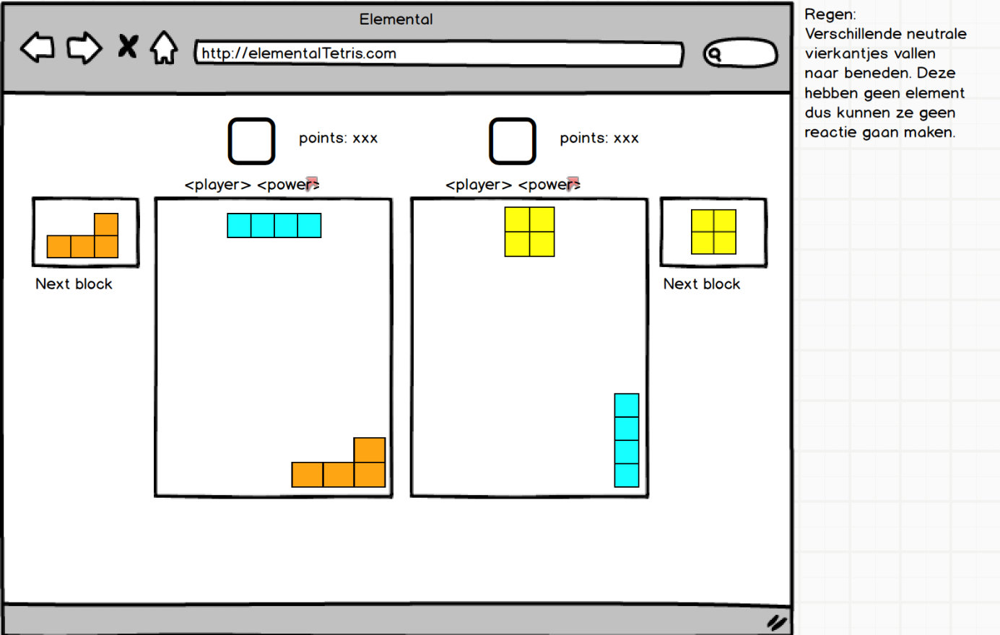 Elemental
http://elementalTetris.com
points: xxx
points: xxx
<player> <power>
<player> <power>
Next block
Next block
Regen:
Verschillende neutrale
vierkantjes vallen
naar beneden. Deze
hebben geen element
dus kunnen ze geen
reactie gaan maken.